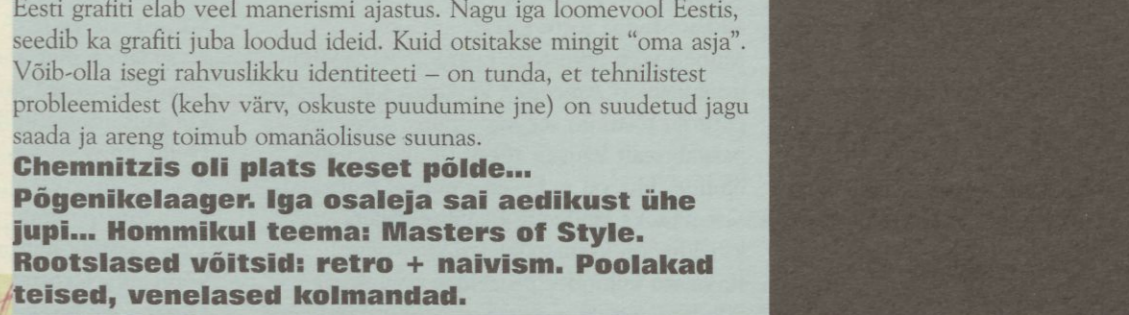 Eesti grafiti elab veel manerismi ajastus. Nagu iga loomevool Eestis,
seedib ka grafiti juba loodud ideid. Kuid otsitakse mingit “oma asja”.
Võib-olla isegi rahvuslikku identiteeti – on tunda, et tehnilistest
probleemidest (kehv värv, oskuste puudumine jne) on suudetud jagu
saada ja areng toimub omanäolisuse suunas.
Chemnitzis oli plats keset põlde...
Põgenikelaager. Iga osaleja sai aedikust ühe
jupi... Hommikul teema: Masters of Style.
Rootslased võitsid: retro + naivism. Poolakad
teised, venelased kolmandad.